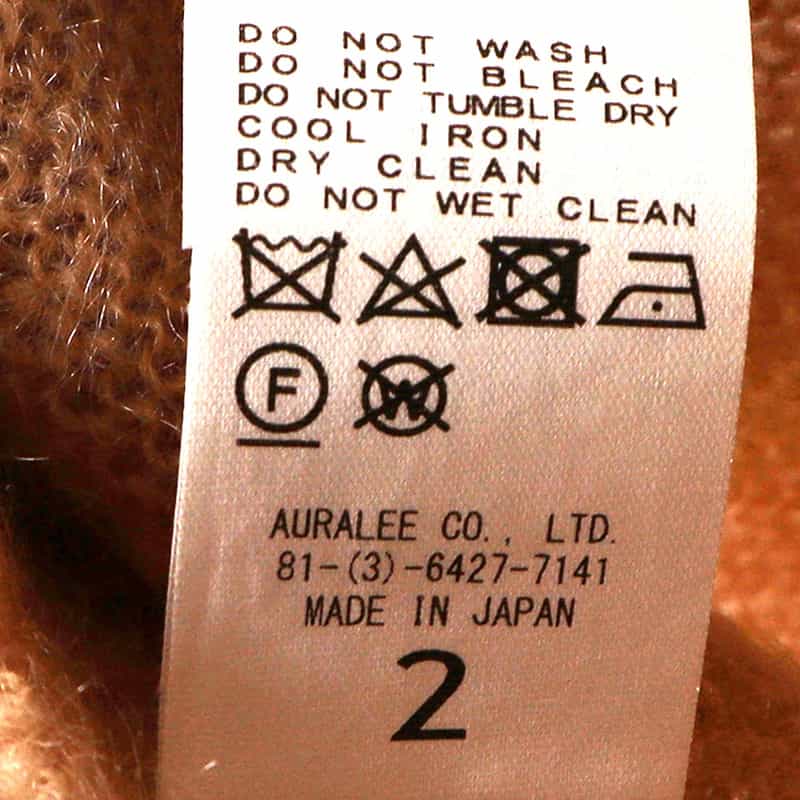 DO NOT WASH
DO NOT BLEACH
DO NOT TUMBLE DRY
COOL IRON
DRY CLEAN
DO NOT WET CLEAN
F W
AURALEE CO., LTD.
81-(3)-6427-7141
MADE IN JAPAN
2